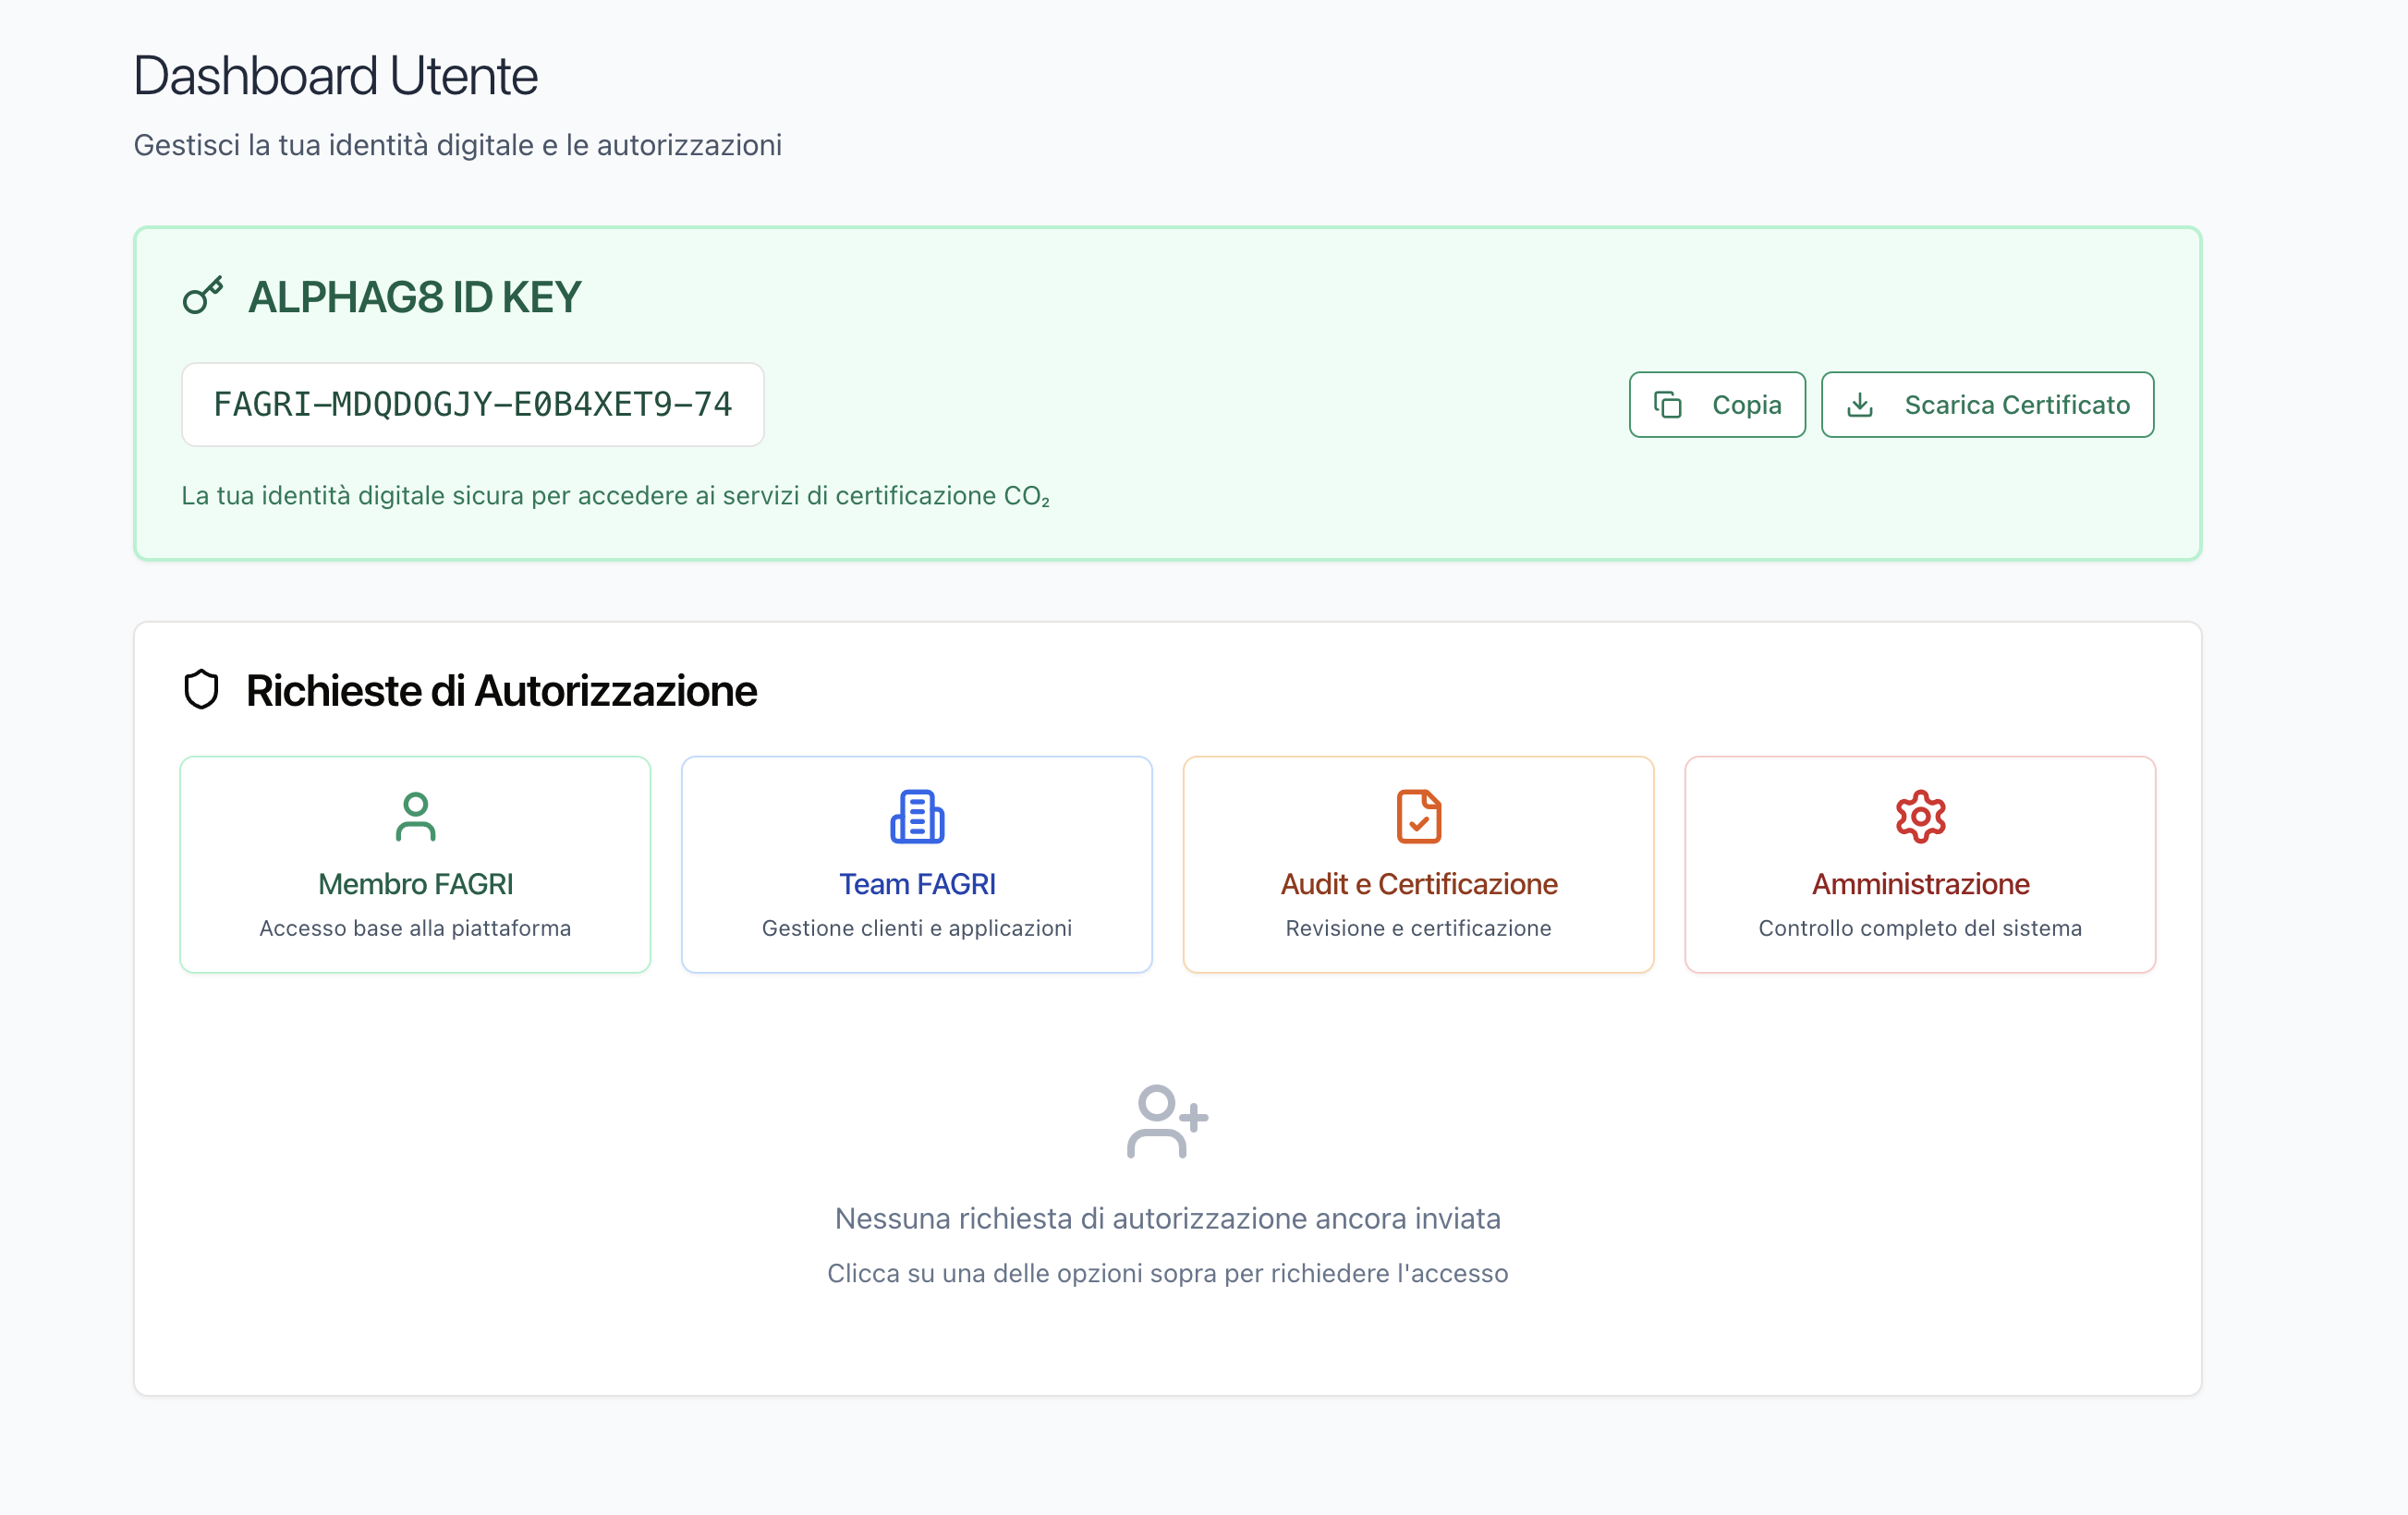 Dashboard Utente
Gestisci la tua identità digitale e le autorizzazioni
ALPHAG8 ID KEY
FAGRI-MDQDOGJY-E0B4XET9-74
Copia
Scarica Certificato
La tua identità digitale sicura per accedere ai servizi di certificazione CO₂
Richieste di Autorizzazione
Membro FAGRI
Accesso base alla piattaforma
Team FAGRI
Gestione clienti e applicazioni
Audit e Certificazione
Revisione e certificazione
Amministrazione
Controllo completo del sistema
Nessuna richiesta di autorizzazione ancora inviata
Clicca su una delle opzioni sopra per richiedere l'accesso